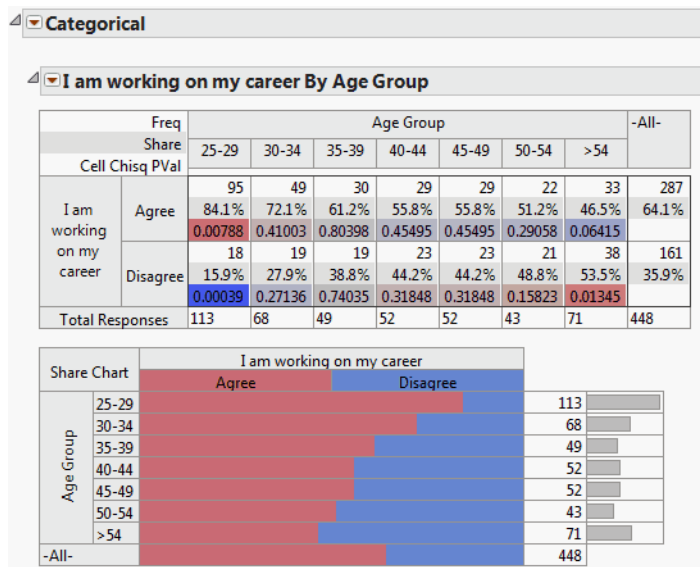 Categorical
I am working on my career By Age Group
Freq Age Group -All-
Share 25-29 30-34 35-39 40-44 45-49 50-54 >54
Cell Chisq PVal
95 49 30 29 29 22 33 287
I am working on my career Agree 84.1% 72.1% 61.2% 55.8% 55.8% 51.2% 46.5% 64.1%
0.00788 0.41003 0.80398 0.45495 0.45495 0.29058 0.06415
18 19 19 23 23 21 38 161
Disagree 15.9% 27.9% 38.8% 44.2% 44.2% 48.8% 53.5% 35.9%
0.00039 0.27136 0.74035 0.31848 0.31848 0.15823 0.01345
Total Responses 113 68 49 52 52 43 71 448
Share Chart I am working on my career
Agree Disagree
Age Group
25-29 113
30-34 68
35-39 49
40-44 52
45-49 52
50-54 43
>54 71
-All- 448